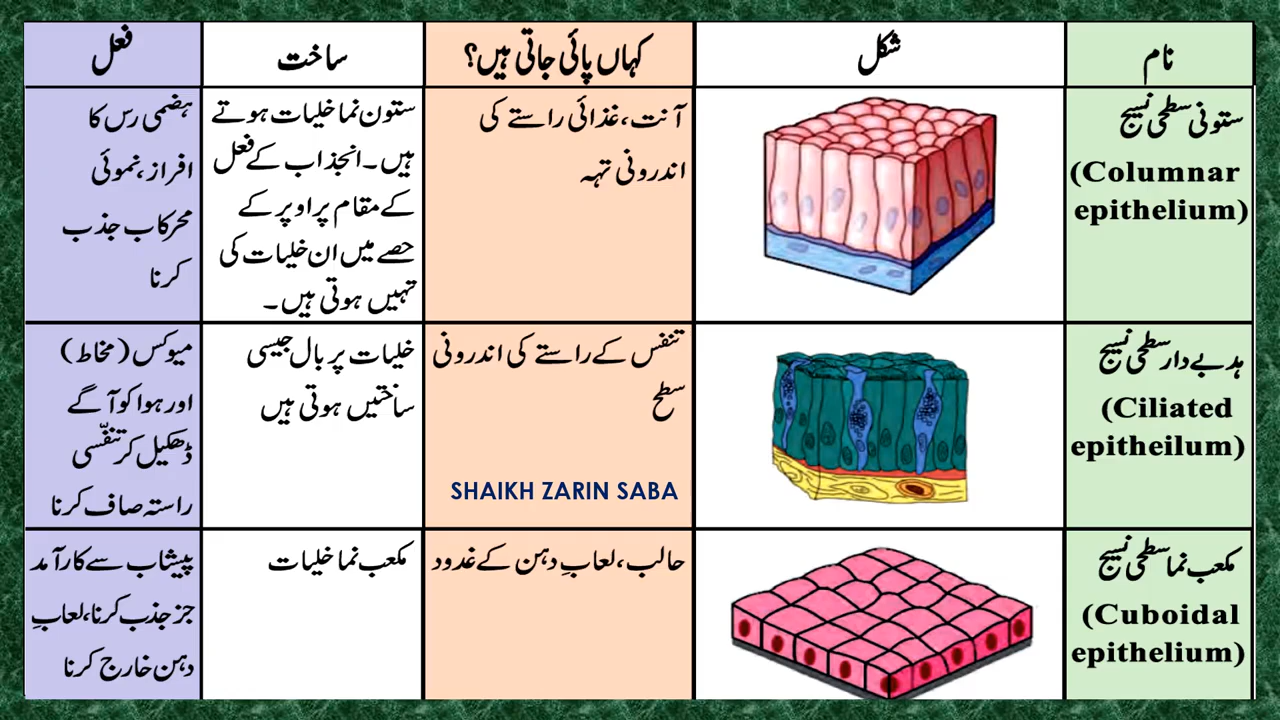 نام
شکل
کہاں پائی جاتی ہیں؟
ساخت
فعل
ستونی سطحی نسیج
(Columnar
epithelium)
آنت،غذائی راستے کی
اندرونی تہہ
ستون نما خلیات ہوتے
ہیں۔انجذاب کے فعل
کے مقام پر اوپر کے
حصے میں ان خلیات کی
تہیں ہوتی ہیں۔
ہضمی رس کا
افراز،نموئی
محرکاب جذب
کرنا
ہدبے دار سطحی نسیج
(Ciliated
epitheilum)
تنفس کے راستے کی اندرونی
سطح
SHAIKH ZARIN SABA
خلیات پر بال جیسی
ساختیں ہوتی ہیں
میوکس (مخاط)
اور ہوا کو آگے
ڈھکیل کر تنفّسی
راستہ صاف کرنا
مکعب نما سطحی نسیج
(Cuboidal
epithelium)
حالب،لعابِ دہن کے غدود
مکعب نما خلیات
پیشاب سے کارآمد
جز جذب کرنا،لعابِ
دہن خارج کرنا